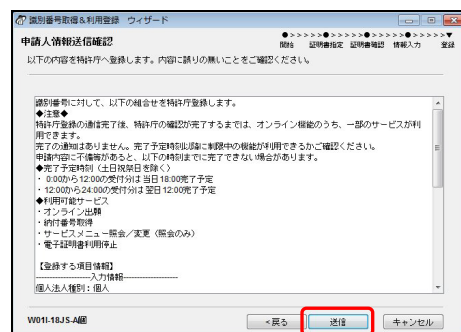 識別番号取得&利用登録 ウィザード
申請人情報送信確認
●>>>>>●>>>>>●>>>>>●>>>>>▼
開始 証明書指定 証明書確認 情報入力 登録
以下の内容を特許庁へ登録します。内容に誤りの無いことをご確認ください。
識別番号に対して、以下の組合せを特許庁登録します。
◆注意◆
特許庁登録の通信完了後、特許庁の確認が完了するまでは、オンライン機能のうち、一部のサービスが利
用できます。
完了の通知はありません。完了予定時刻以降に制限中の機能が利用できるかご確認ください。
申請内容に不備等があると、以下の時刻までに完了できない場合があります。
◆完了予定時刻(土日祝祭日を除く)
・ 0:00から12:00の受付分は当日18:00完了予定
・12:00から24:00の受付分は翌日12:00完了予定
◆利用可能サービス
・オンライン出願
・納付番号取得
・サービスメニュー照会/変更(照会のみ)
・電子証明書利用停止
【登録する項目情報】
--------------------入力情報--------------------
個人法人種別:個人
W01I-18JS-A
<戻る 送信 キャンセル